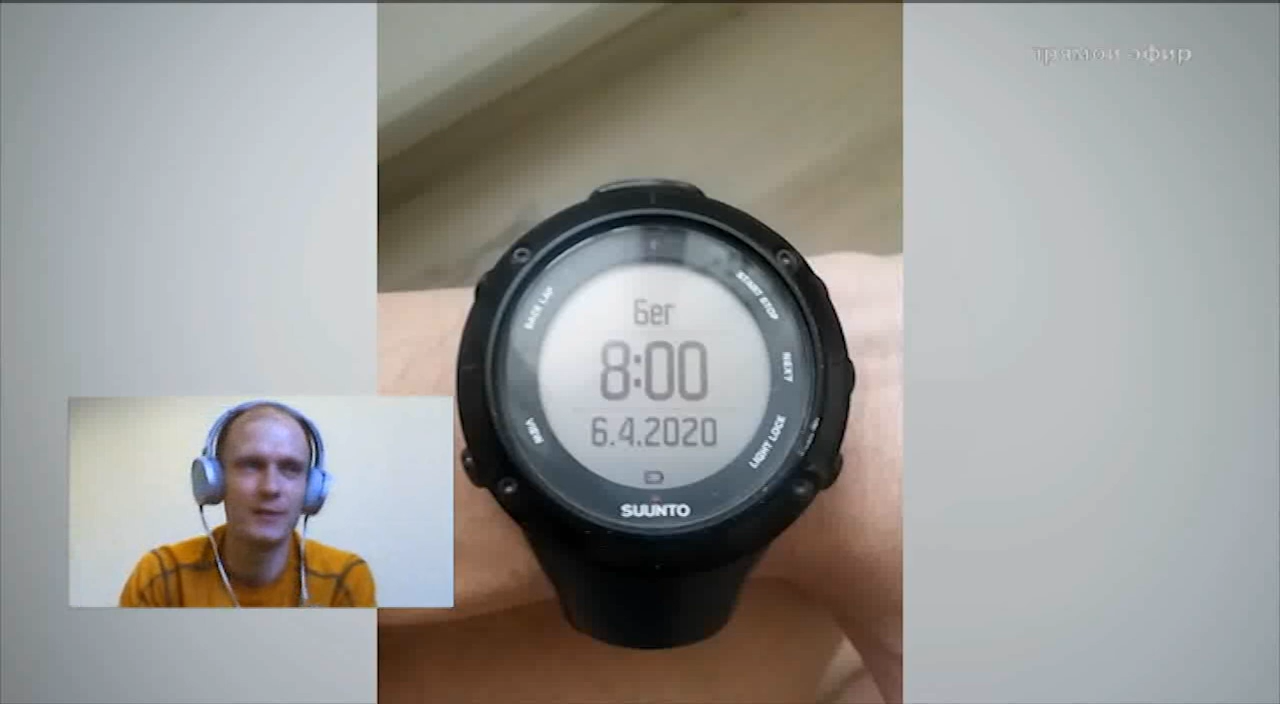 прямой эфир
Бег
8:00
6.4.2020
SUUNTO
BACK LAP
START STOP
NEXT
LIGHT LOCK
VIEW